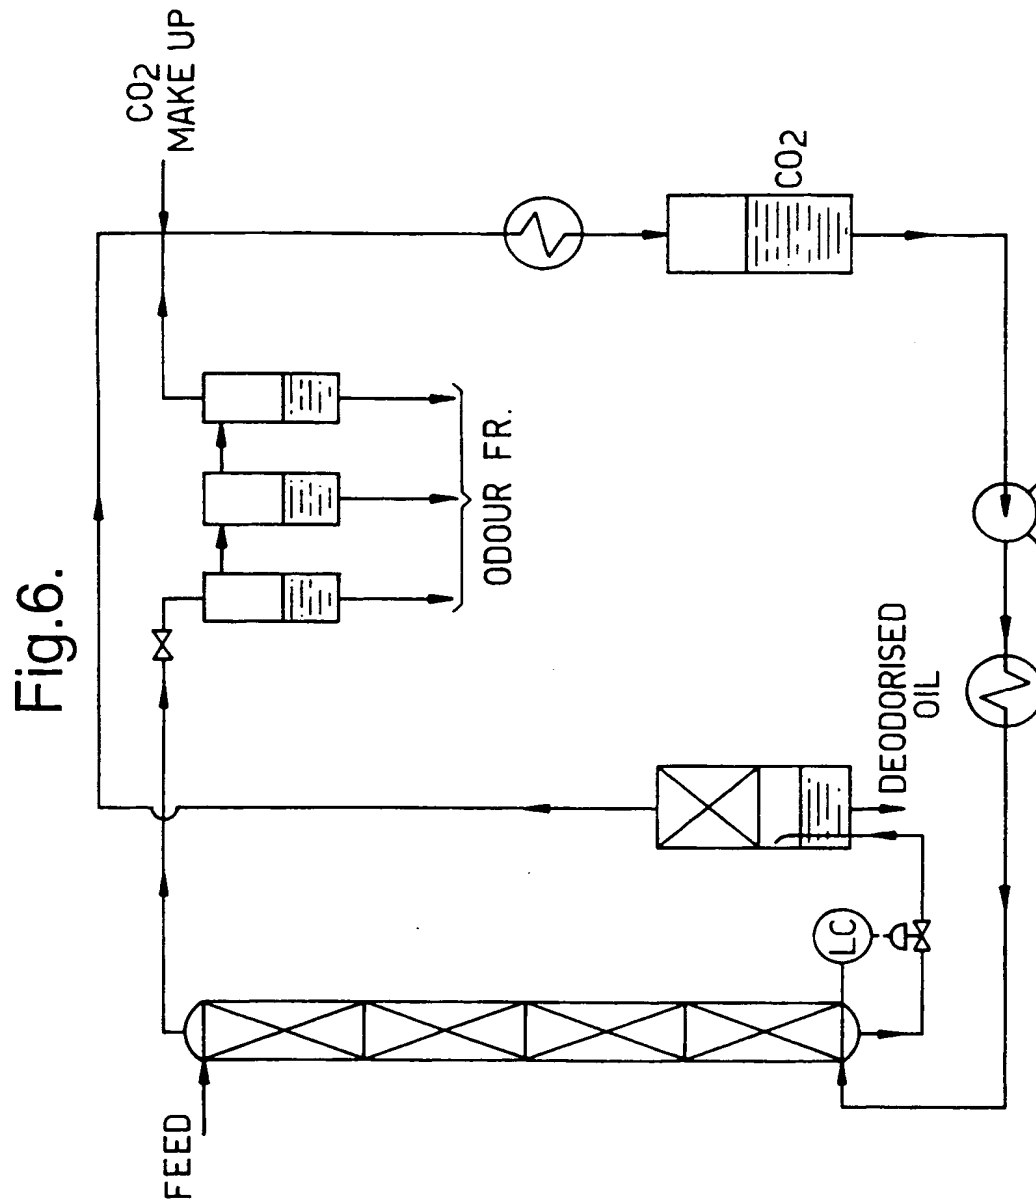 Fig.6.
CO2
MAKE UP
ODOUR FR.
CO2
DEODORISED
OIL
LC
FEED